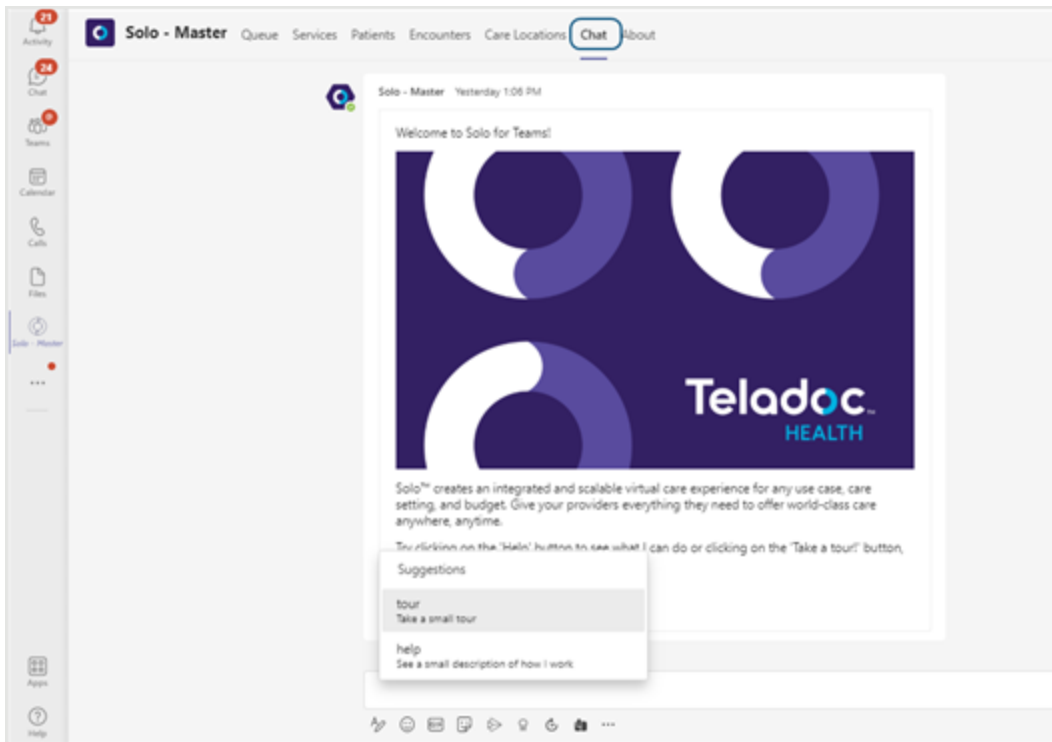 21
Activity
24
Chat
Teams
Calendar
Calls
Files
Solo - Master
Apps
Help
Solo - Master Queue Services Patients Encounters Care Locations Chat About
Solo - Master Yesterday 1:06 PM
Welcome to Solo for Teams!
Teladoc™
HEALTH
Solo™ creates an integrated and scalable virtual care experience for any use case, care
setting, and budget. Give your providers everything they need to offer world-class care
anywhere, anytime.
Try clicking on the 'Help' button to see what I can do or clicking on the 'Take a tour!' button,
Suggestions
tour
Take a small tour
help
See a small description of how I work